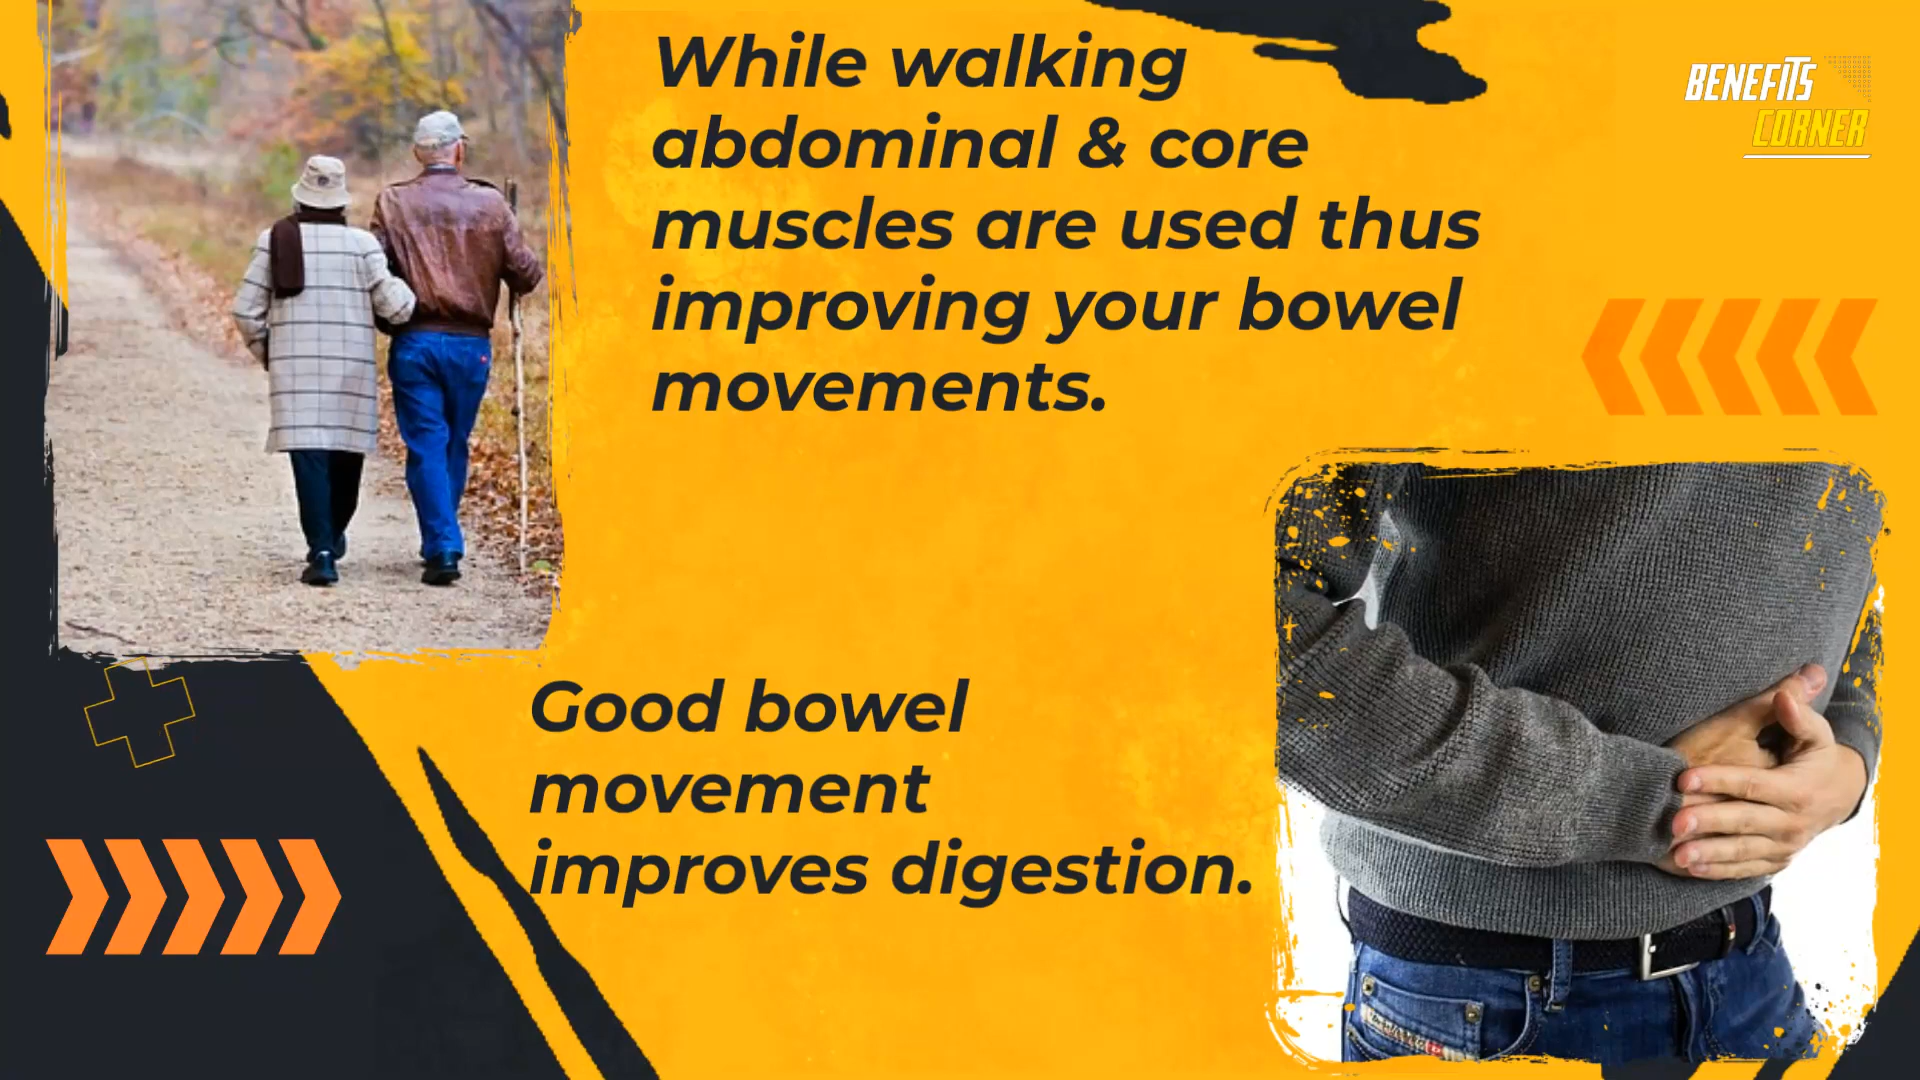 While walking
abdominal & core
muscles are used thus
improving your bowel
movements.
BENEFITS
CORNER
Good bowel
movement
improves digestion.